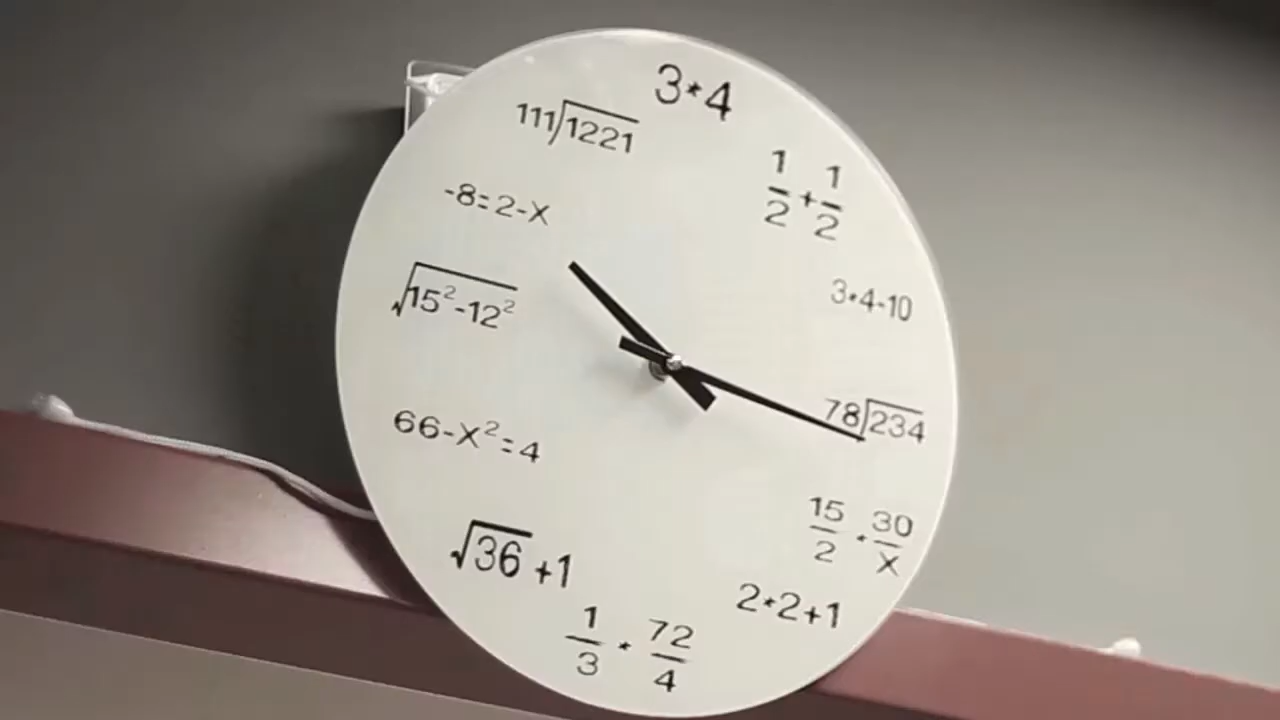 3*4
1/2+1/2
3*4-10
78)234
15/2 · 30/X
2*2+1
1/3 * 72/4
√36+1
66-X²=4
√15²-12²
-8=2-X
111)1221